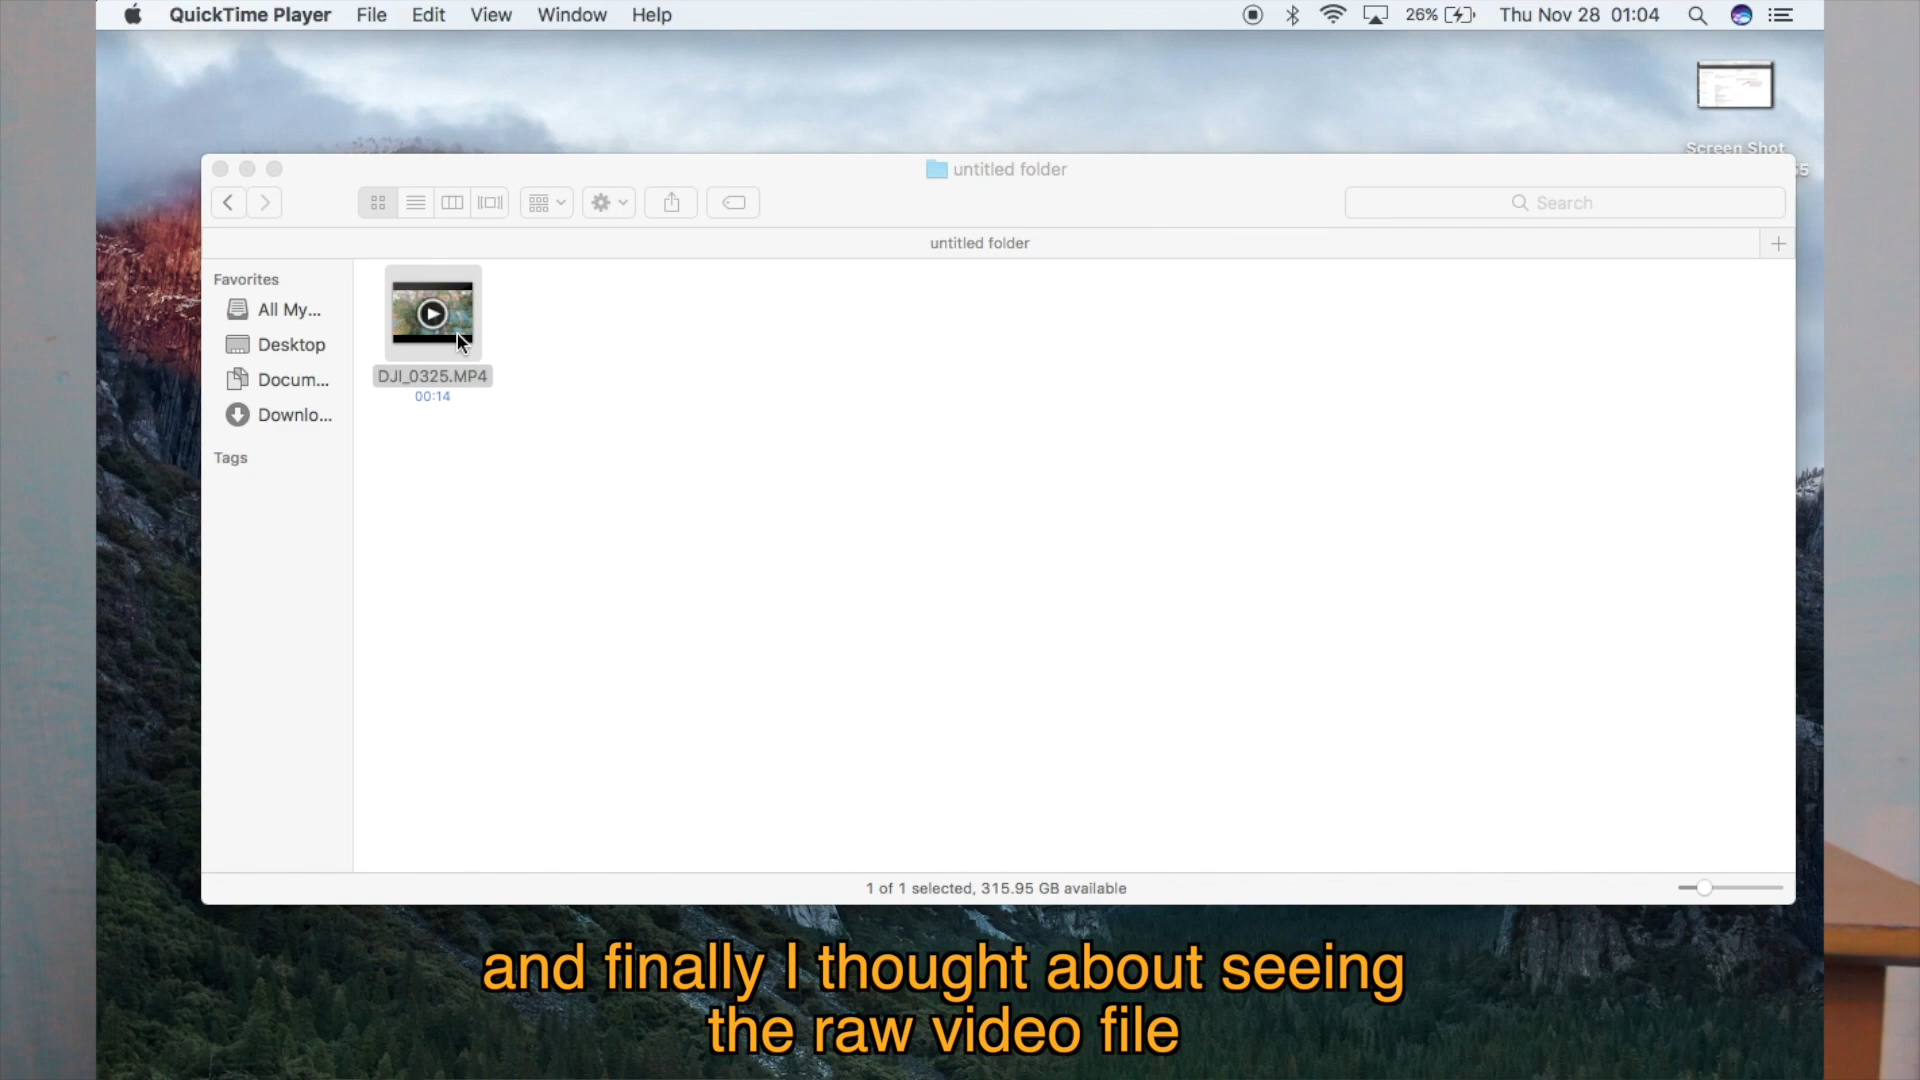 QuickTime Player File Edit View Window Help 26% Thu Nov 28 01:04
Screen Shot
untitled folder
Search
untitled folder
Favorites
All My...
Desktop
Docum...
Downlo...
Tags
DJI_0325.MP4
00:14
1 of 1 selected, 315.95 GB available
and finally I thought about seeing
the raw video file